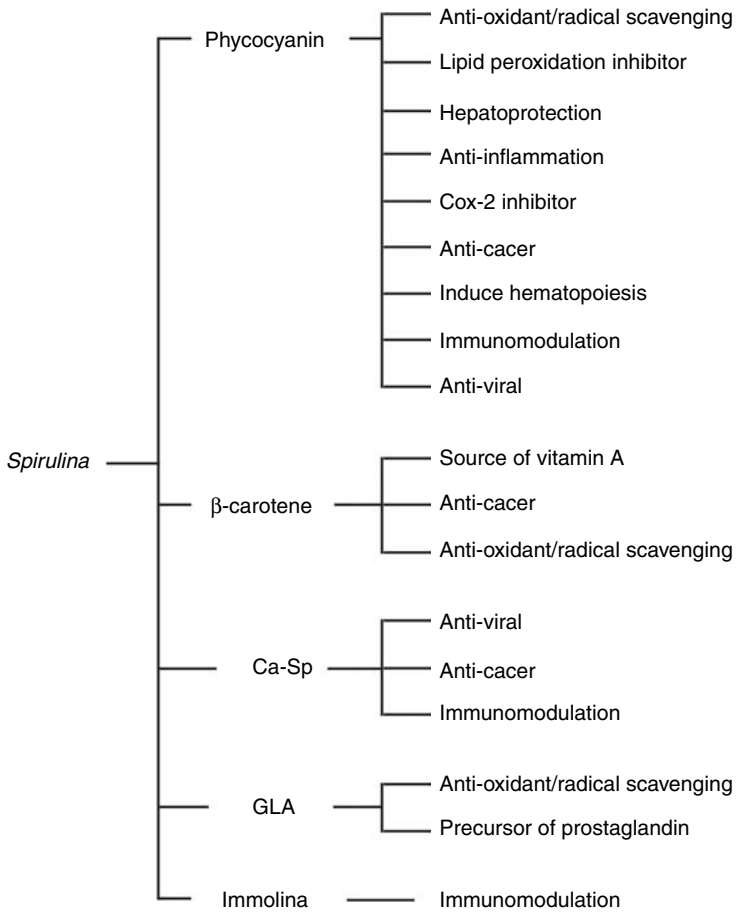 Spirulina
Phycocyanin
Anti-oxidant/radical scavenging
Lipid peroxidation inhibitor
Hepatoprotection
Anti-inflammation
Cox-2 inhibitor
Anti-cacer
Induce hematopoiesis
Immunomodulation
Anti-viral
β-carotene
Source of vitamin A
Anti-cacer
Anti-oxidant/radical scavenging
Ca-Sp
Anti-viral
Anti-cacer
Immunomodulation
GLA
Anti-oxidant/radical scavenging
Precursor of prostaglandin
Immolina
Immunomodulation